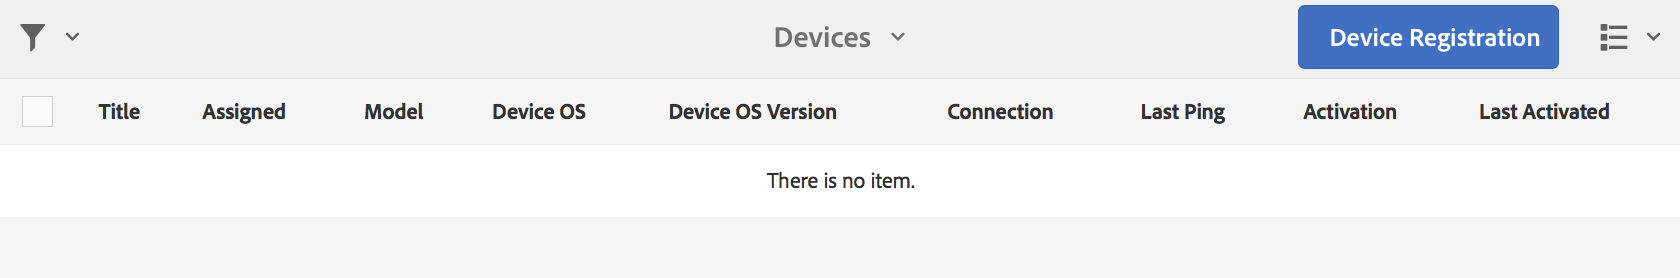 Devices
Device Registration
Title Assigned Model Device OS Device OS Version Connection Last Ping Activation Last Activated
There is no item.